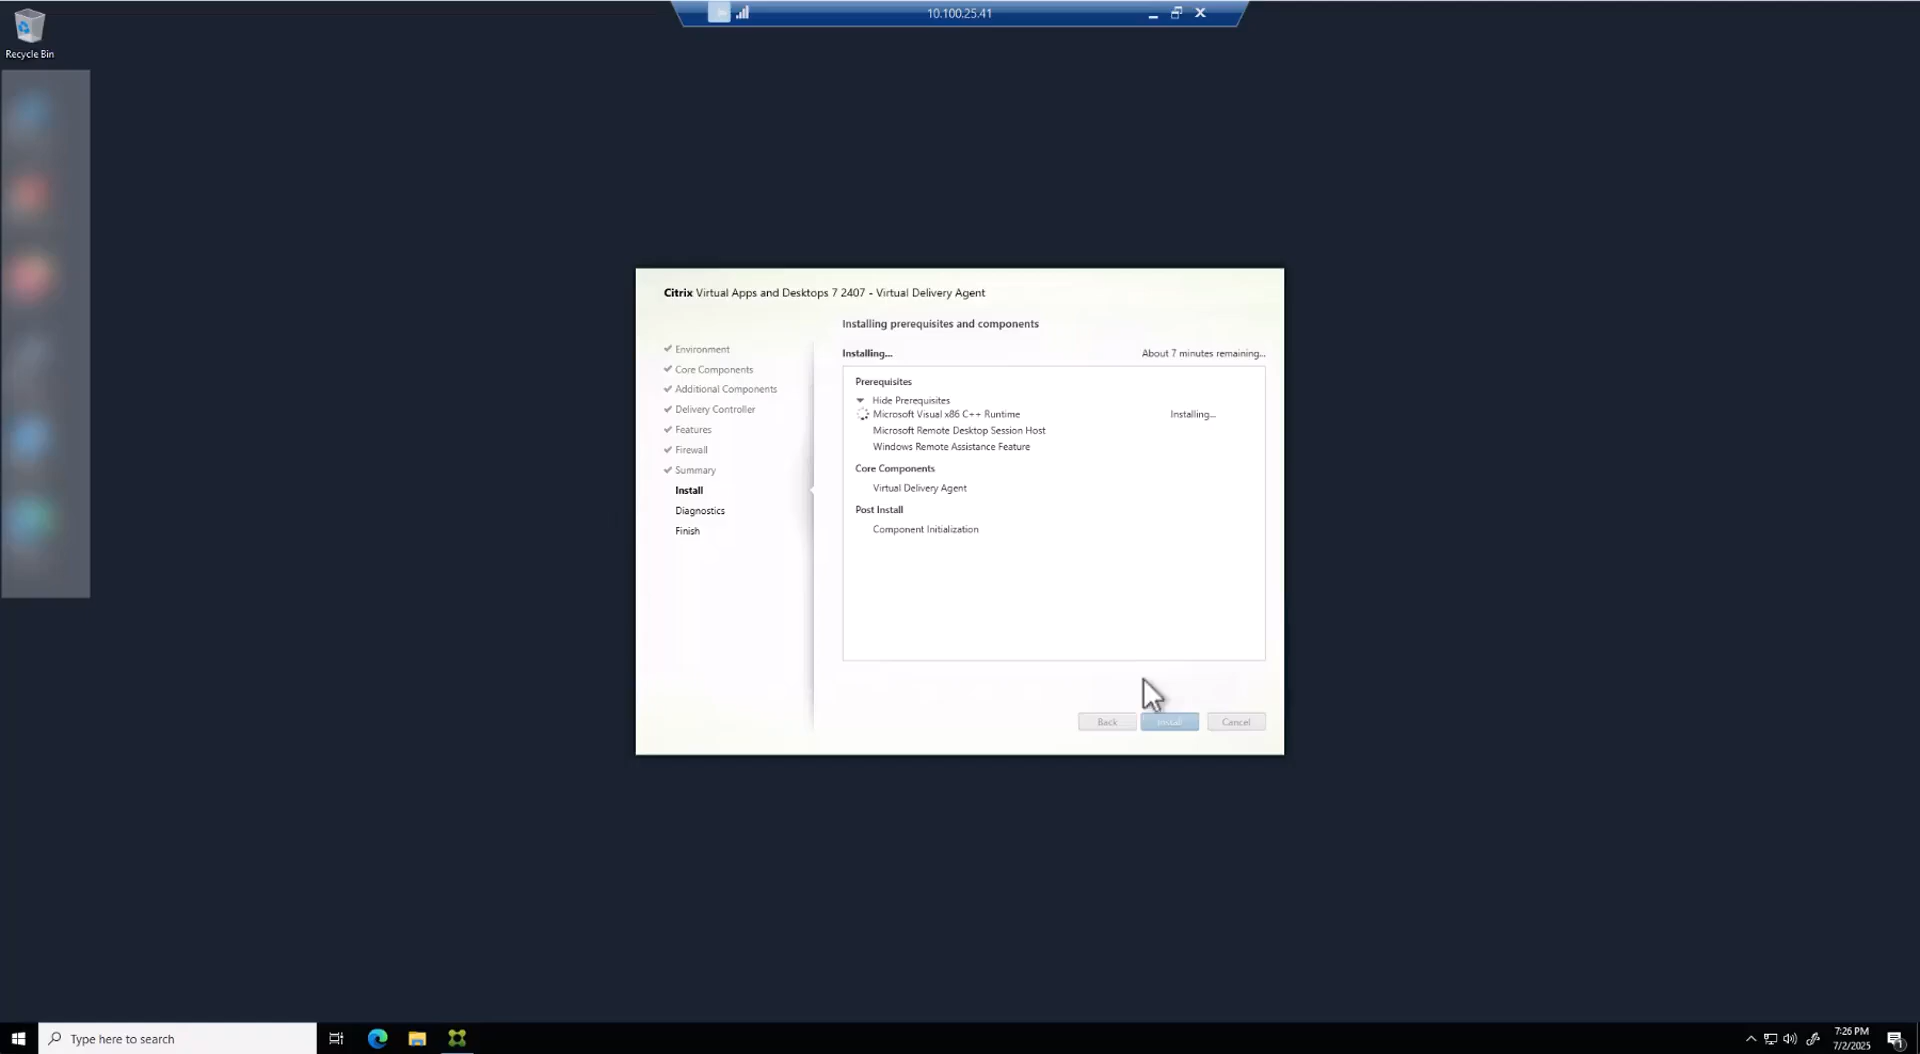 10.100.25.41
Recycle Bin
Citrix Virtual Apps and Desktops 7 2407 - Virtual Delivery Agent
Installing prerequisites and components
Environment
Core Components
Additional Components
Delivery Controller
Features
Firewall
Summary
Install
Diagnostics
Finish
Installing... About 7 minutes remaining...
Prerequisites
Hide Prerequisites
Microsoft Visual x86 C++ Runtime Installing...
Microsoft Remote Desktop Session Host
Windows Remote Assistance Feature
Core Components
Virtual Delivery Agent
Post Install
Component Initialization
Back Install Cancel
Type here to search
7:26 PM
7/2/2025
1